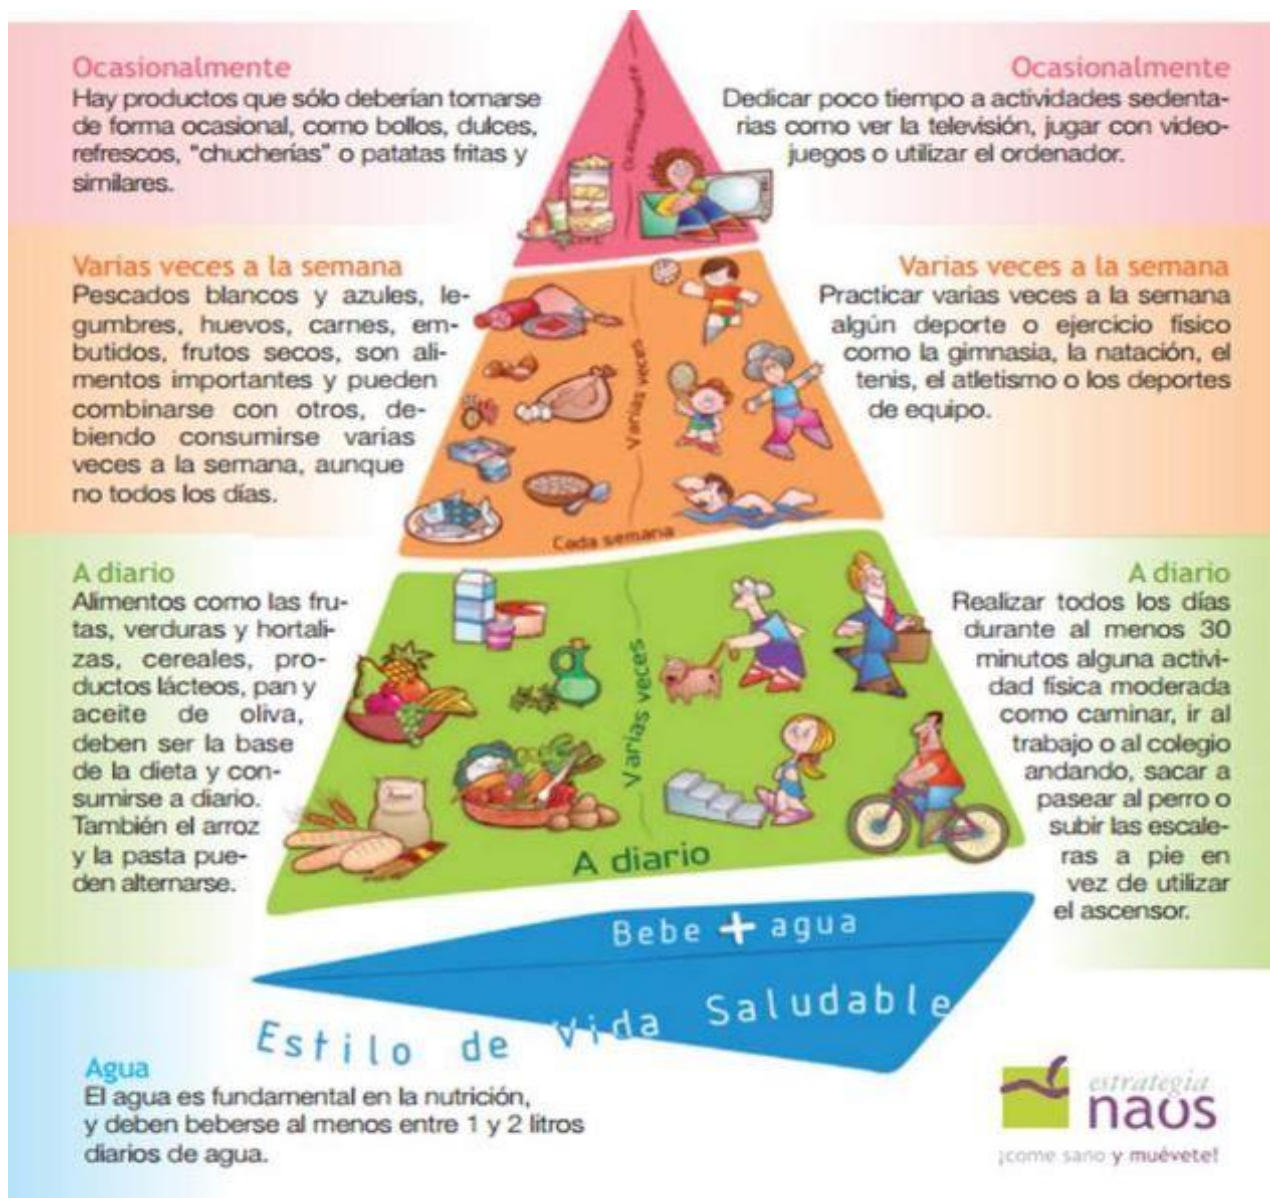 Ocasionalmente
Hay productos que sólo deberían tomarse
de forma ocasional, como bollos, dulces,
refrescos, "chucherías" o patatas fritas y
similares.
Ocasionalmente
Dedicar poco tiempo a actividades sedenta-
rias como ver la televisión, jugar con video-
juegos o utilizar el ordenador.
Ocasionalmente
Varias veces a la semana
Pescados blancos y azules, le-
gumbres, huevos, carnes, em-
butidos, frutos secos, son ali-
mentos importantes y pueden
combinarse con otros, de-
biendo consumirse varias
veces a la semana, aunque
no todos los días.
Varias veces
Cada semana
Varias veces a la semana
Practicar varias veces a la semana
algún deporte o ejercicio físico
como la gimnasia, la natación, el
tenis, el atletismo o los deportes
de equipo.
A diario
Alimentos como las fru-
tas, verduras y hortali-
zas, cereales, pro-
ductos lácteos, pan y
aceite de oliva,
deben ser la base
de la dieta y con-
sumirse a diario.
También el arroz
y la pasta pue-
den alternarse.
Varias veces
A diario
A diario
Realizar todos los días
durante al menos 30
minutos alguna activi-
dad física moderada
como caminar, ir al
trabajo o al colegio
andando, sacar a
pasear al perro o
subir las escale-
ras a pie en
vez de utilizar
el ascensor.
Bebe + agua
Estilo de Vida Saludable
Agua
El agua es fundamental en la nutrición,
y deben beberse al menos entre 1 y 2 litros
diarios de agua.
estrategia
naos
¡come sano y muévete!